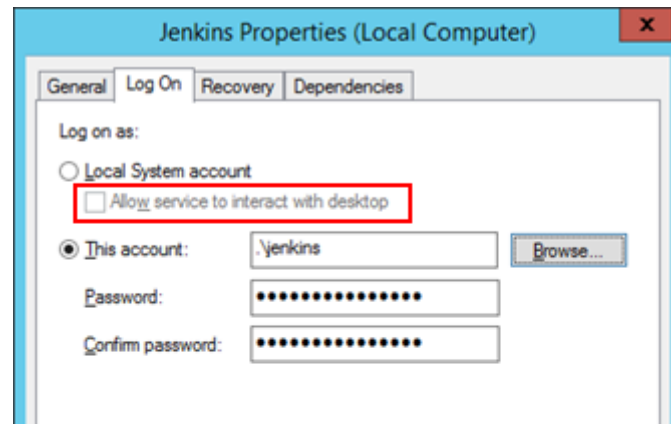 Jenkins Properties (Local Computer)
x
General Log On Recovery Dependencies
Log on as:
Local System account
Allow service to interact with desktop
This account: .\jenkins Browse...
Password: •••••••••••••••
Confirm password: •••••••••••••••